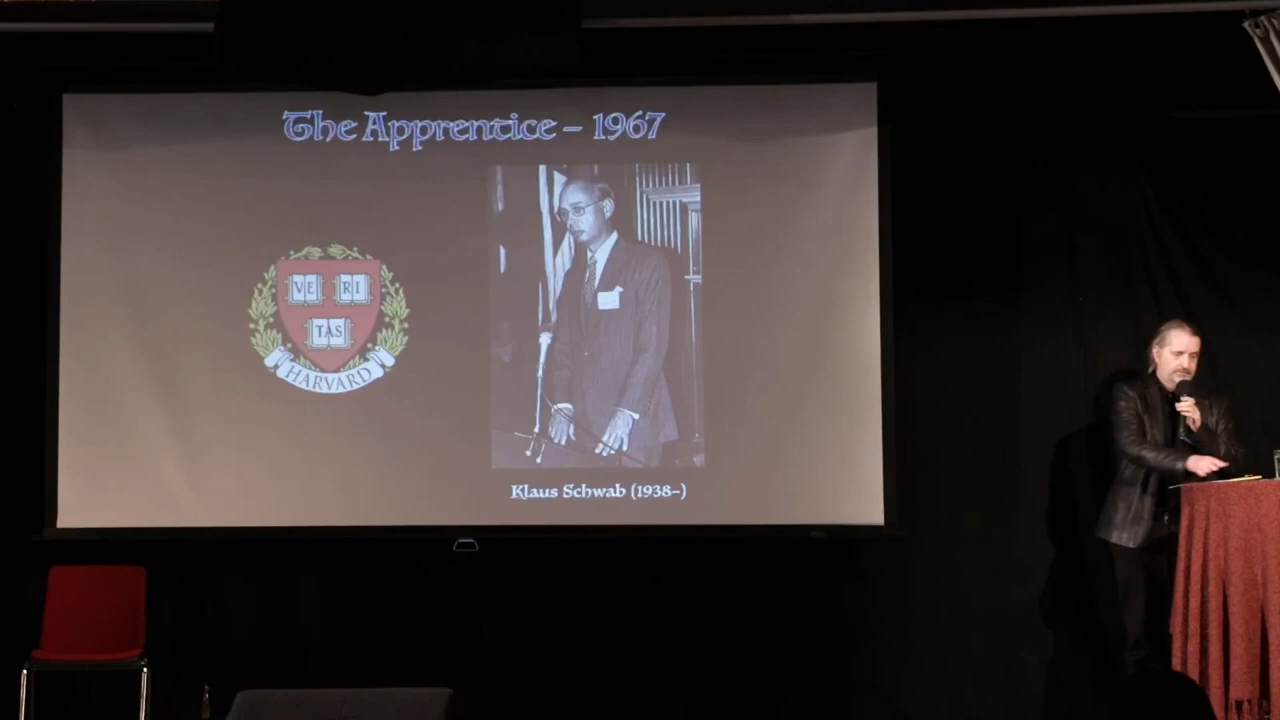 The Apprentice – 1967
VE RI
TAS
HARVARD
Klaus Schwab (1938–)